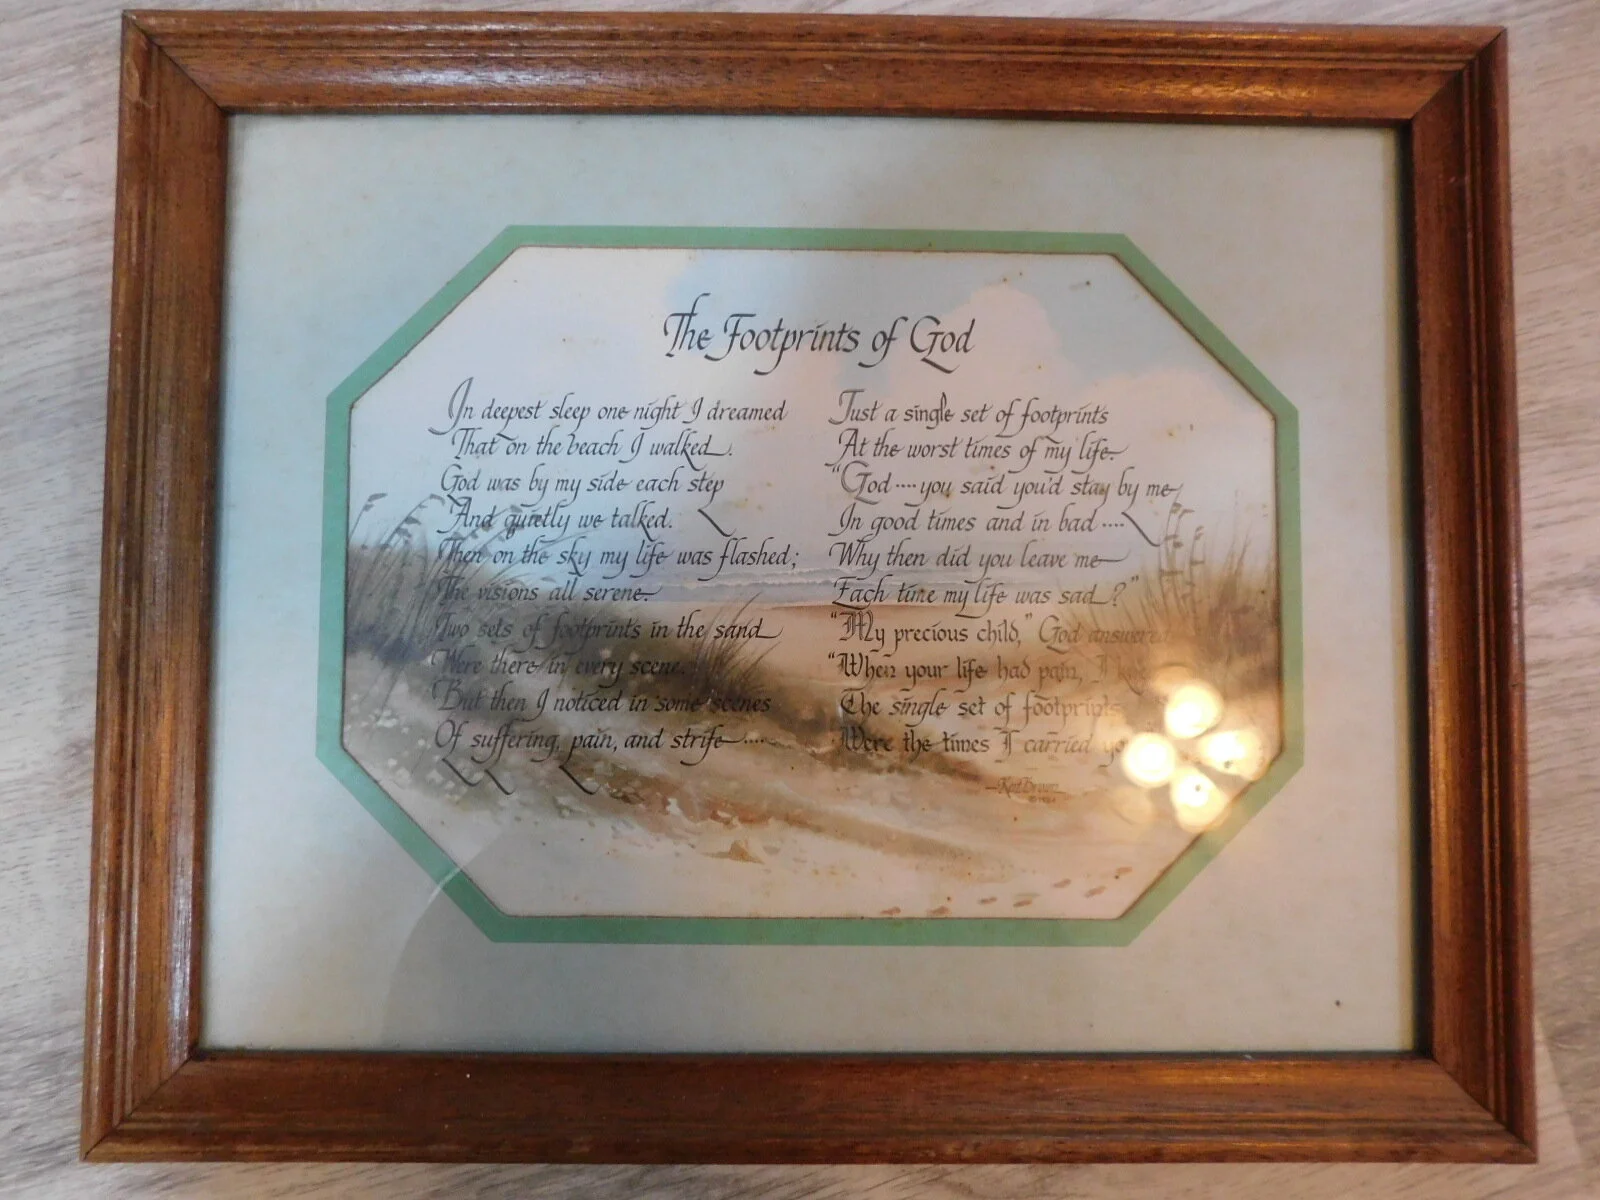 The Footprints of God
In deepest sleep one night I dreamed
That on the beach I walked.
God was by my side each step
And quietly we talked.
Then on the sky my life was flashed;
The visions all serene.
Two sets of footprints in the sand
Were there in every scene.
But then I noticed in some scenes
Of suffering, pain, and strife ....
Just a single set of footprints
At the worst times of my life.
"God .... you said you'd stay by me
In good times and in bad ....
Why then did you leave me
Each time my life was sad?"
"My precious child," God answered
"When your life had pain, I
The single set of footprints
Were the times I carried